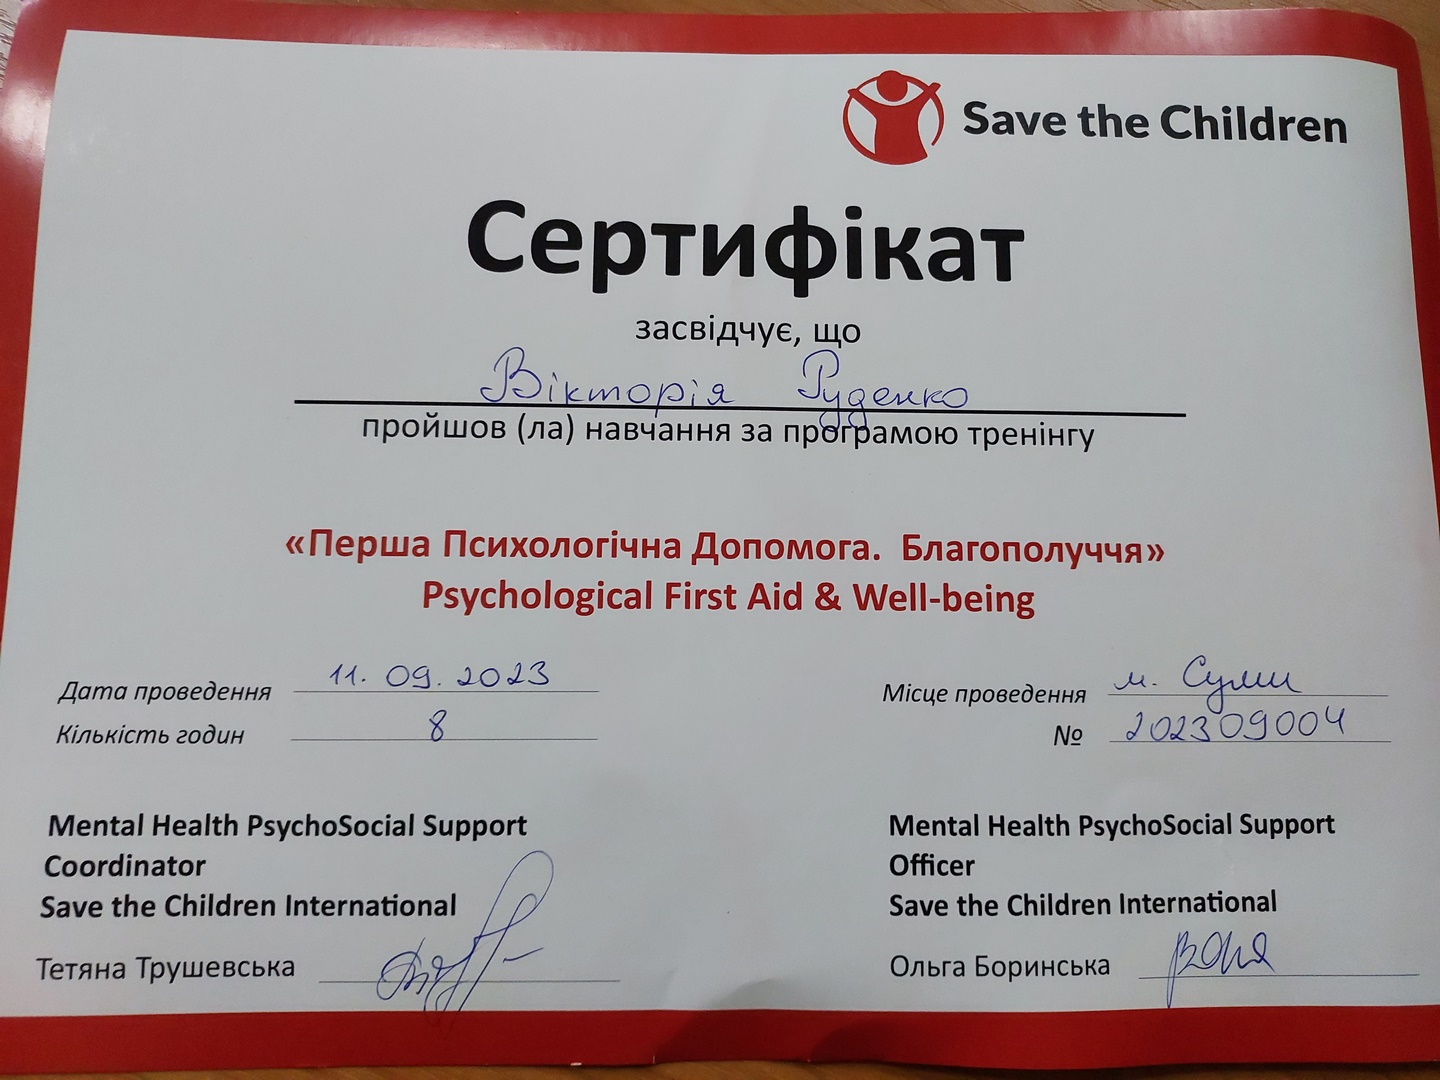 Save the Children
Сертифікат
засвідчує, що
Вікторія Руденко
пройшов (ла) навчання за програмою тренінгу
«Перша Психологічна Допомога. Благополуччя»
Psychological First Aid & Well-being
Дата проведення 11. 09. 2023
Кількість годин 8
Місце проведення м. Суми
№ 202309004
Mental Health PsychoSocial Support
Coordinator
Save the Children International
Тетяна Трушевська
Mental Health PsychoSocial Support
Officer
Save the Children International
Ольга Боринська